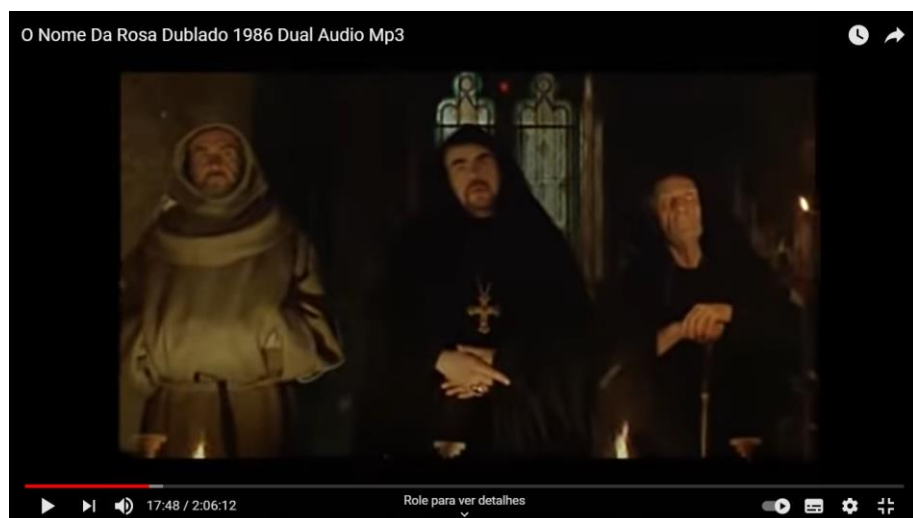 O Nome Da Rosa Dublado 1986 Dual Audio Mp3
17:48 / 2:06:12
Role para ver detalhes